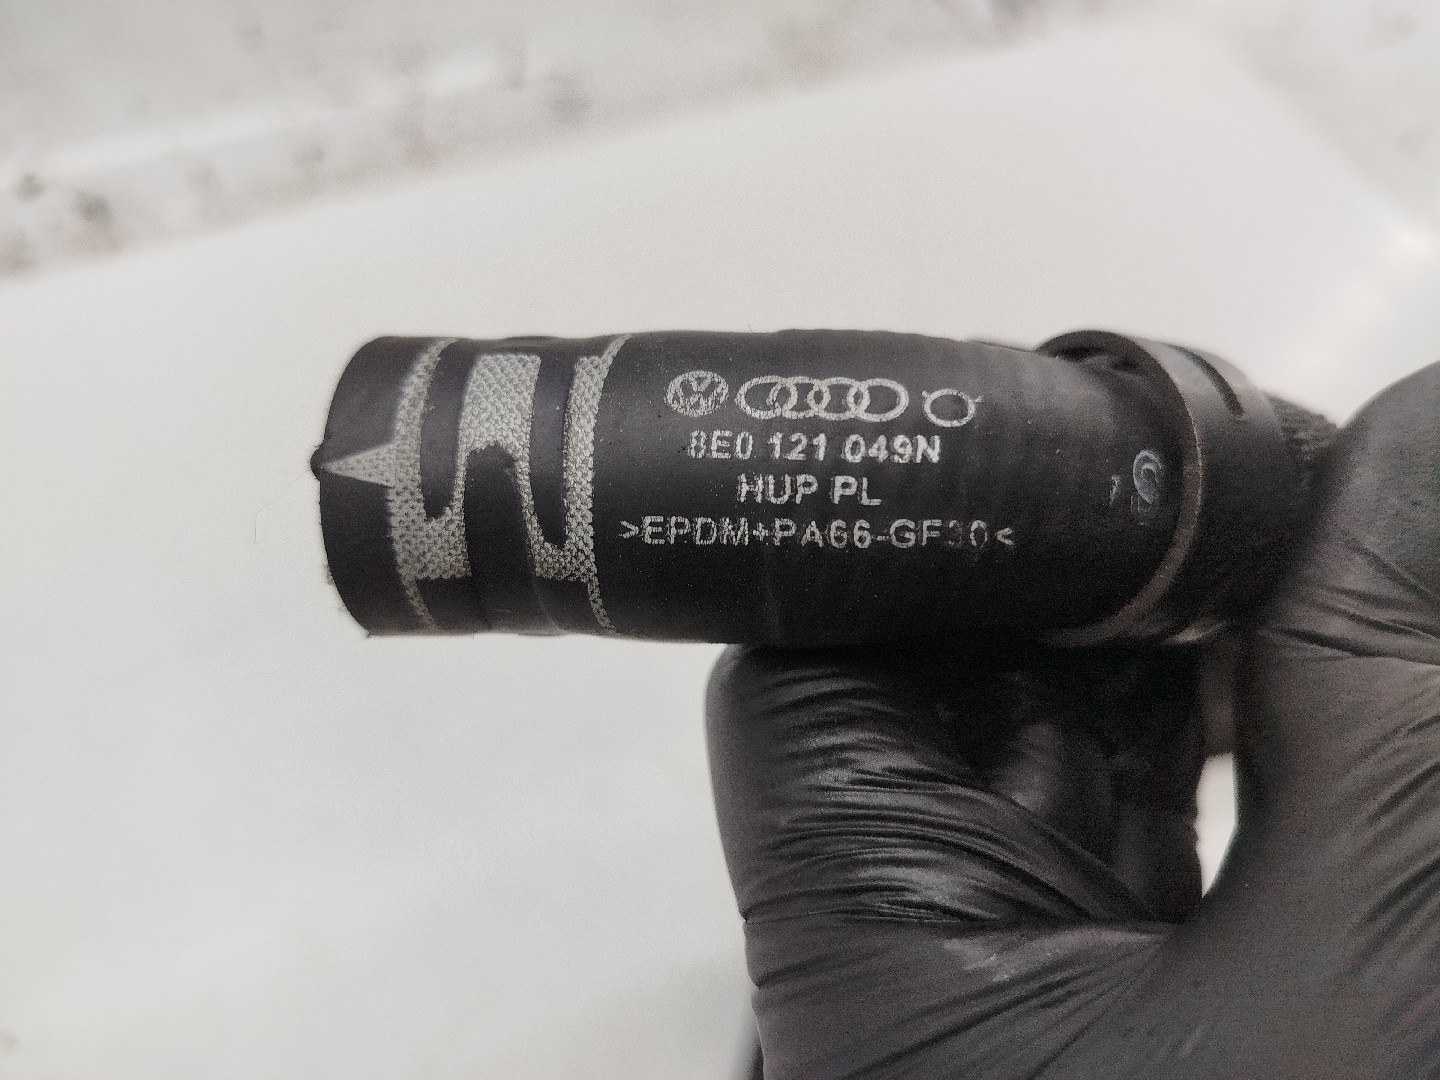 8E0 121 049N
HUP PL
>EPDM+PA66-GF30<